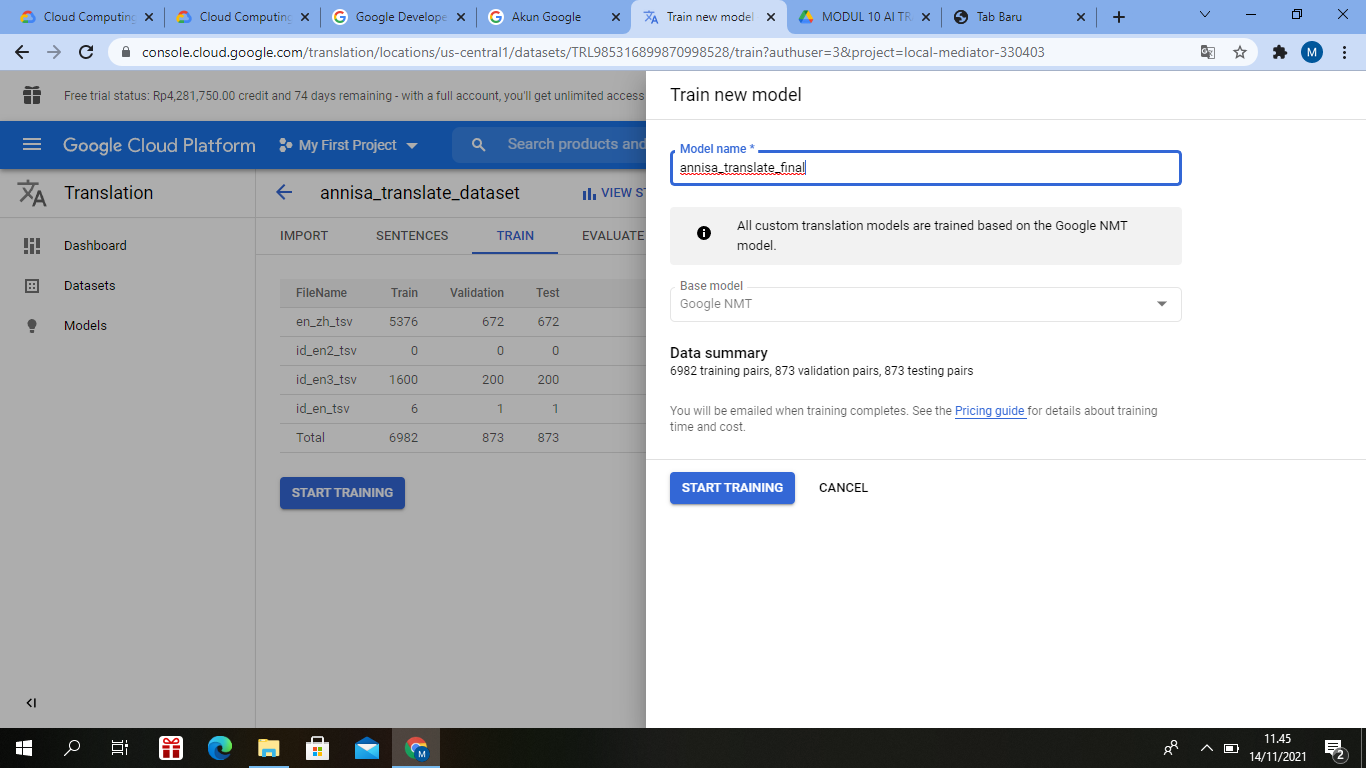 Cloud Computing
Cloud Computing
Google Develope
Akun Google
Train new model
MODUL 10 AI TR
Tab Baru
console.cloud.google.com/translation/locations/us-central1/datasets/TRL985316899870998528/train?authuser=3&project=local-mediator-330403
M
Free trial status: Rp4,281,750.00 credit and 74 days remaining - with a full account, you'll get unlimited access
Google Cloud Platform
My First Project
Search products and
Translation
annisa_translate_dataset
VIEW ST
Dashboard
Datasets
Models
IMPORT SENTENCES TRAIN EVALUATE
FileName Train Validation Test
en_zh_tsv 5376 672 672
id_en2_tsv 0 0 0
id_en3_tsv 1600 200 200
id_en_tsv 6 1 1
Total 6982 873 873
START TRAINING
Train new model
Model name *
annisa_translate_final
All custom translation models are trained based on the Google NMT
model.
Base model
Google NMT
Data summary
6982 training pairs, 873 validation pairs, 873 testing pairs
You will be emailed when training completes. See the Pricing guide for details about training
time and cost.
START TRAINING CANCEL
M
11.45
14/11/2021
2